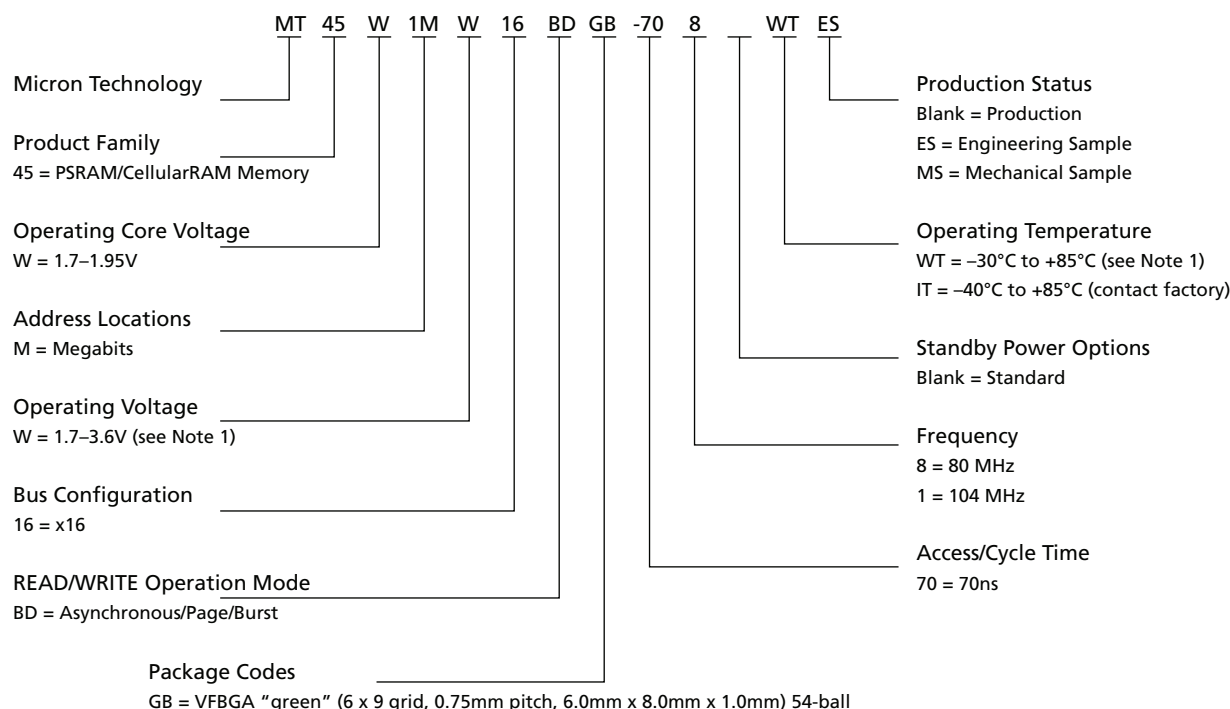 MT 45 W 1M W 16 BD GB -70 8 WT ES
Micron Technology
Product Family
45 = PSRAM/CellularRAM Memory
Operating Core Voltage
W = 1.7–1.95V
Address Locations
M = Megabits
Operating Voltage
W = 1.7–3.6V (see Note 1)
Bus Configuration
16 = x16
READ/WRITE Operation Mode
BD = Asynchronous/Page/Burst
Package Codes
GB = VFBGA “green” (6 x 9 grid, 0.75mm pitch, 6.0mm x 8.0mm x 1.0mm) 54-ball
Production Status
Blank = Production
ES = Engineering Sample
MS = Mechanical Sample
Operating Temperature
WT = –30°C to +85°C (see Note 1)
IT = –40°C to +85°C (contact factory)
Standby Power Options
Blank = Standard
Frequency
8 = 80 MHz
1 = 104 MHz
Access/Cycle Time
70 = 70ns